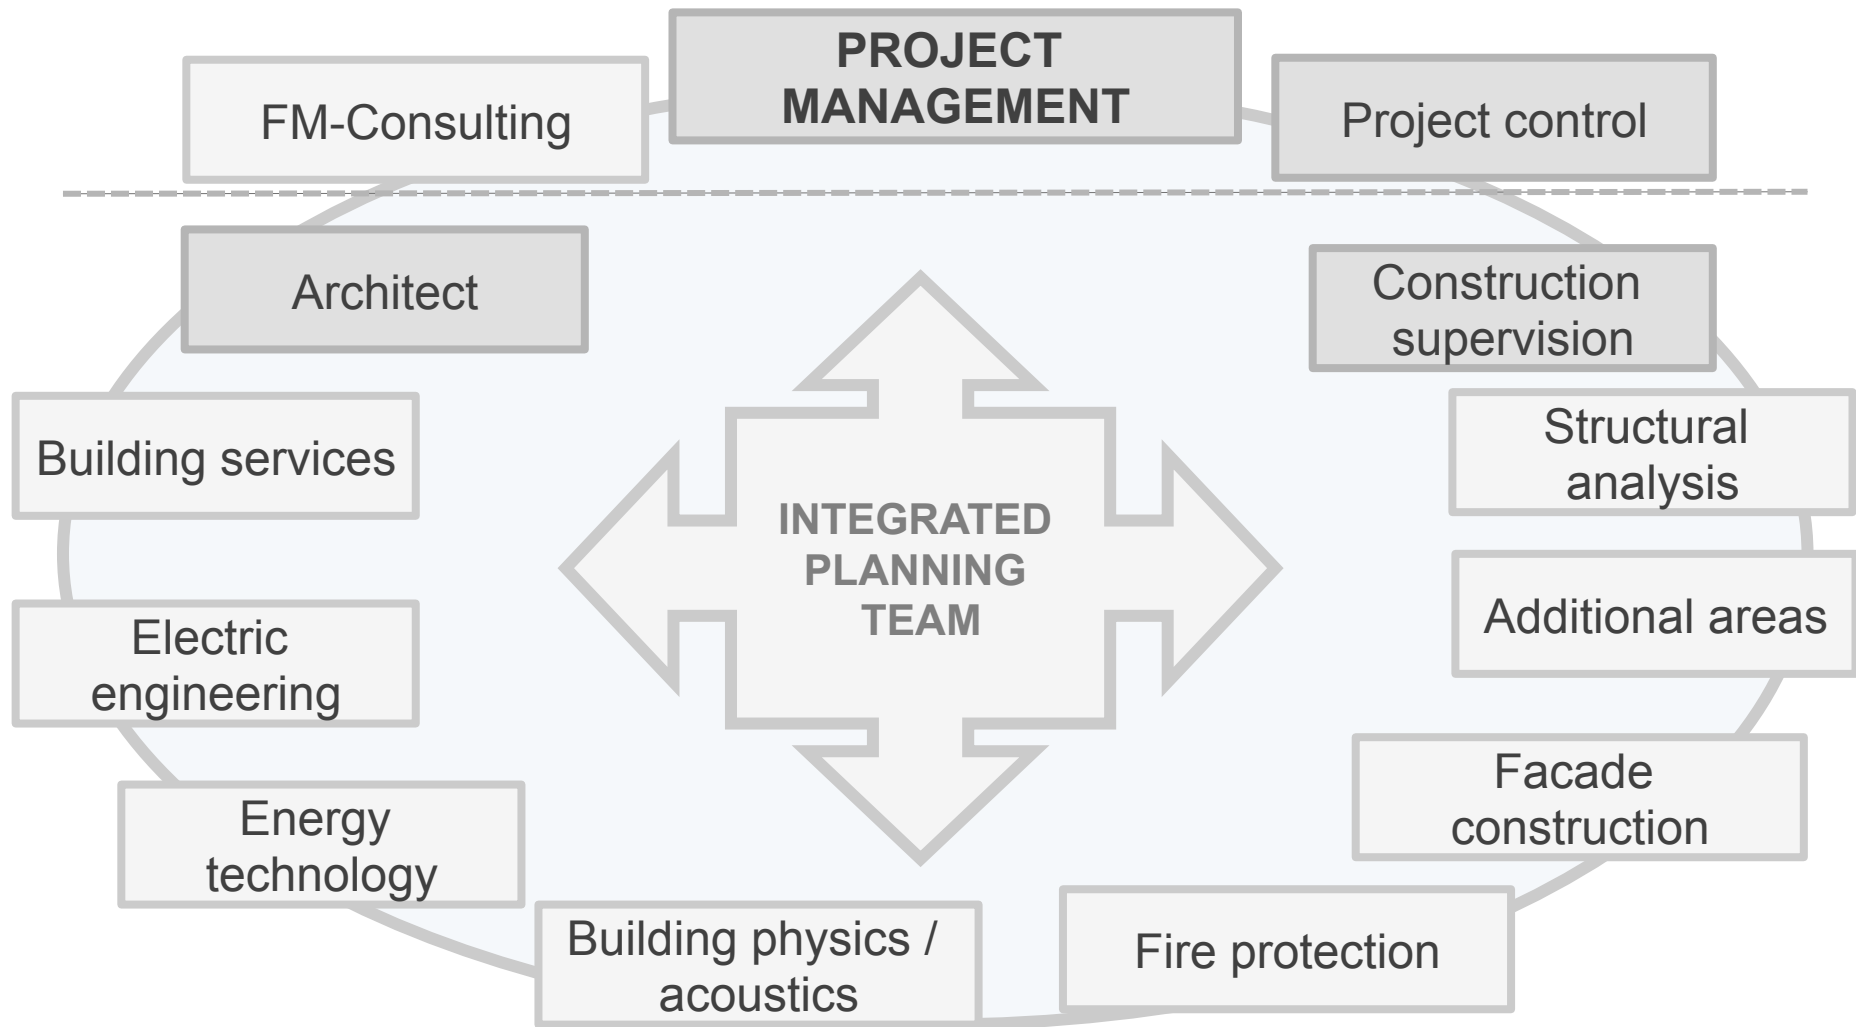 PROJECT
MANAGEMENT
FM-Consulting
Project control
Architect
Construction
supervision
Building services
Structural
analysis
INTEGRATED
PLANNING
TEAM
Electric
engineering
Additional areas
Energy
technology
Facade
construction
Building physics /
acoustics
Fire protection